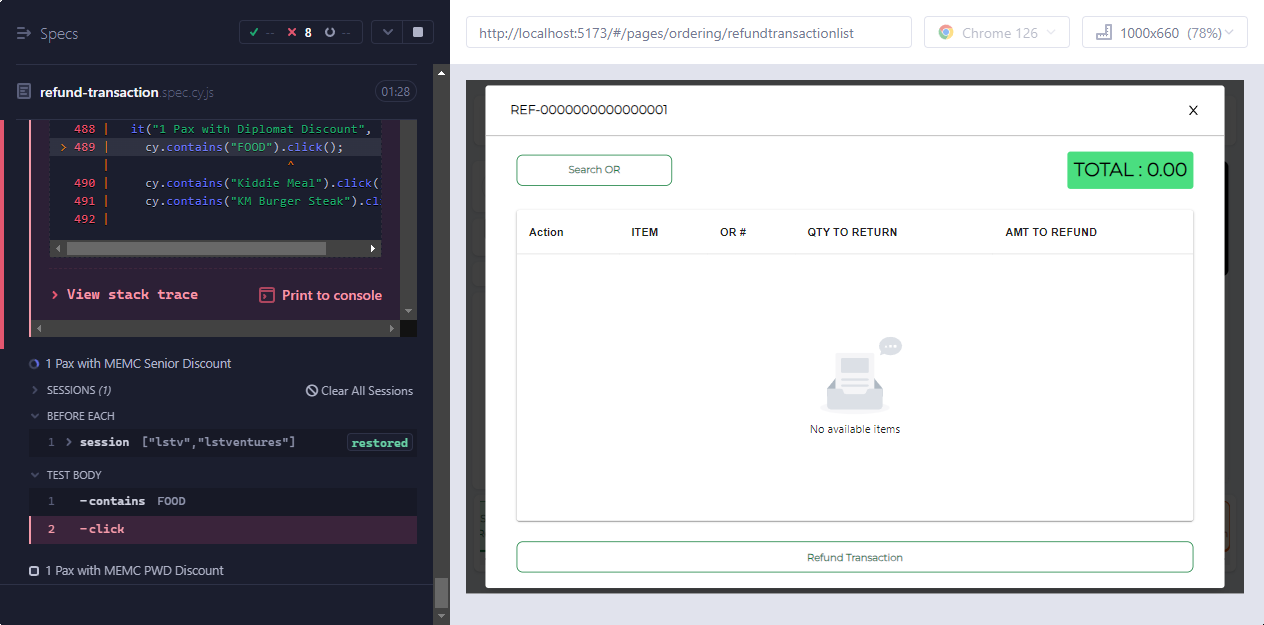 Specs
-- 8 --
refund-transaction.spec.cy.js 01:28
488 | it("1 Pax with Diplomat Discount",
> 489 | cy.contains("FOOD").click();
| ^
490 | cy.contains("Kiddie Meal").click(
491 | cy.contains("KM Burger Steak").cl
492 |
> View stack trace
Print to console
1 Pax with MEMC Senior Discount
SESSIONS (1)
Clear All Sessions
BEFORE EACH
1 session ["lstv","lstventures"] restored
TEST BODY
1 -contains FOOD
2 -click
1 Pax with MEMC PWD Discount
http://localhost:5173/#/pages/ordering/refundtransactionlist
Chrome 126
1000x660 (78%)
REF-0000000000000001
X
Search OR
TOTAL : 0.00
Action ITEM OR # QTY TO RETURN AMT TO REFUND
No available items
Refund Transaction